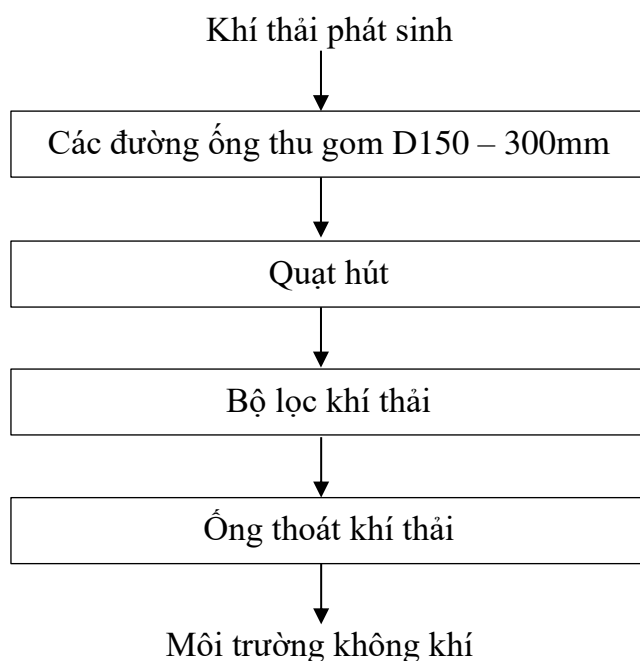 Khí thải phát sinh
Các đường ống thu gom D150 – 300mm
Quạt hút
Bộ lọc khí thải
Ống thoát khí thải
Môi trường không khí